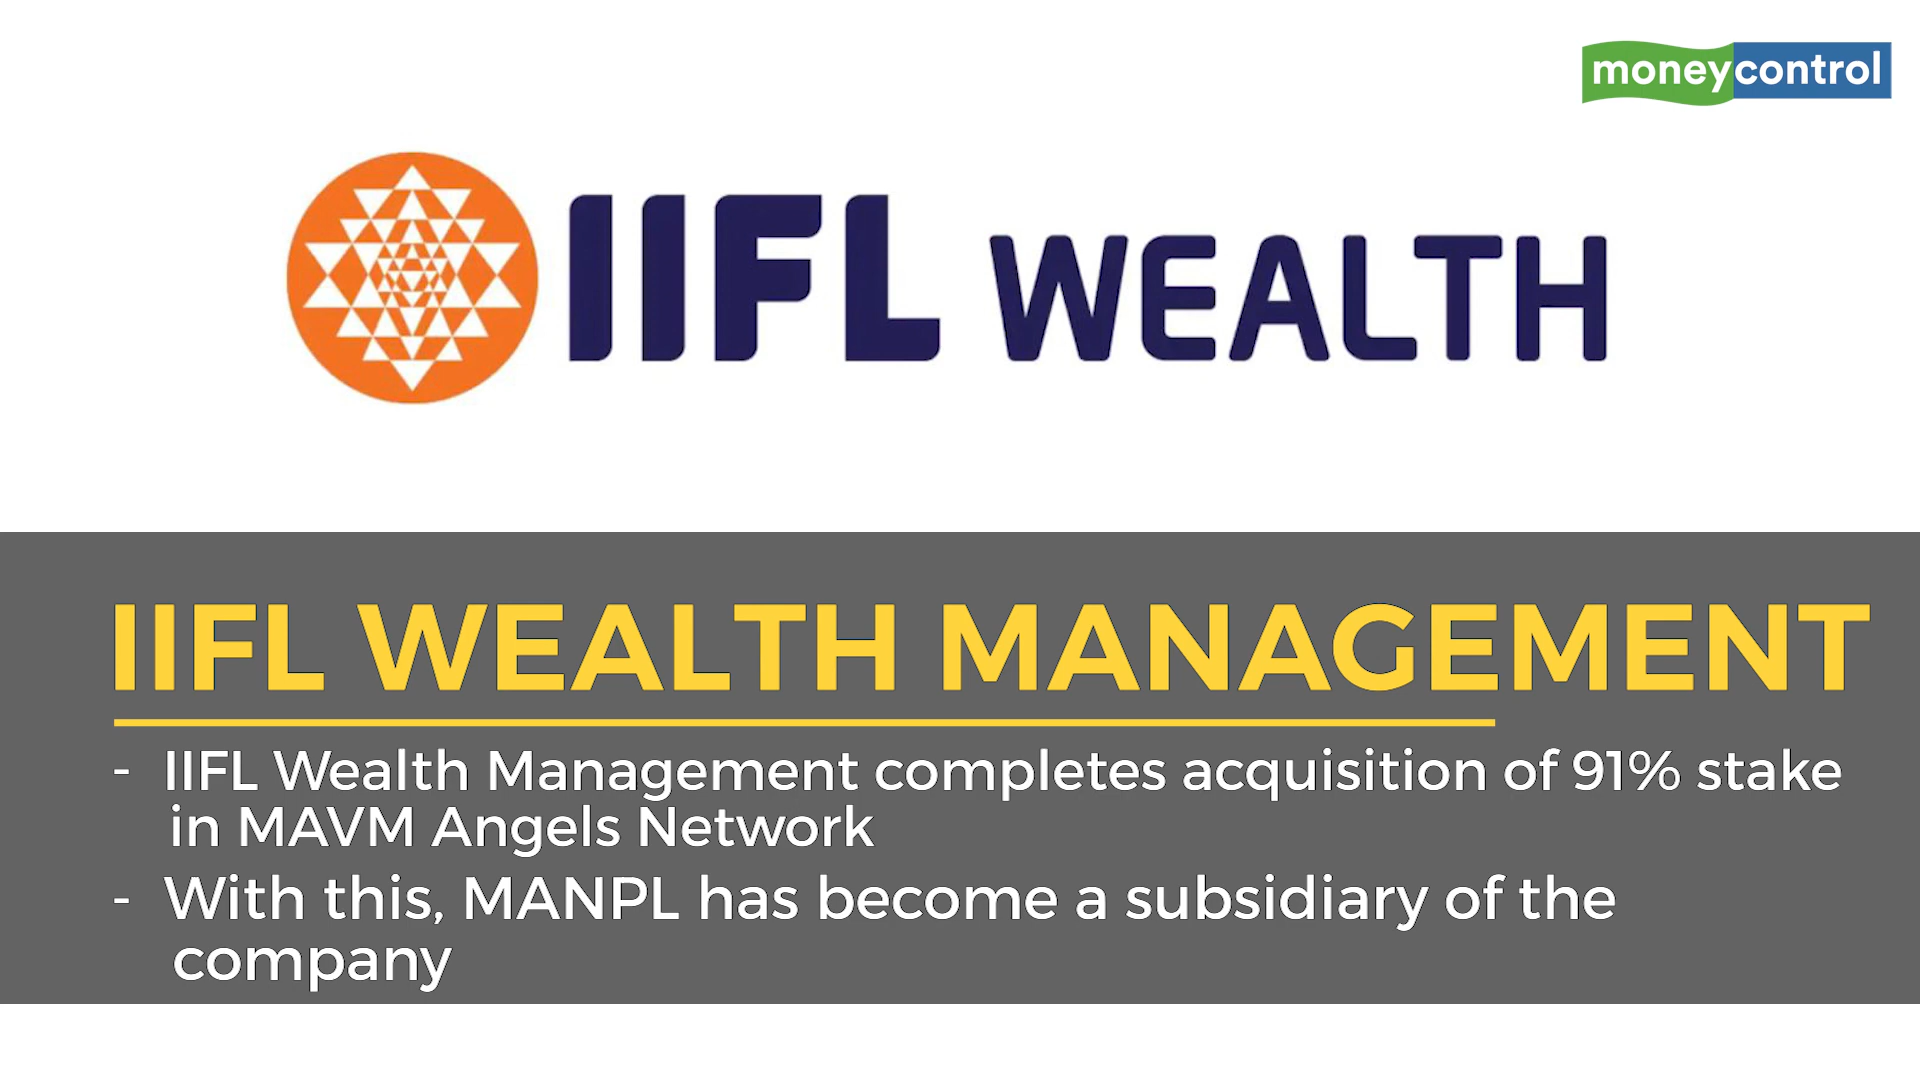 moneycontrol
IIFL WEALTH
IIFL WEALTH MANAGEMENT
- IIFL Wealth Management completes acquisition of 91% stake
in MAVM Angels Network
- With this, MANPL has become a subsidiary of the
company